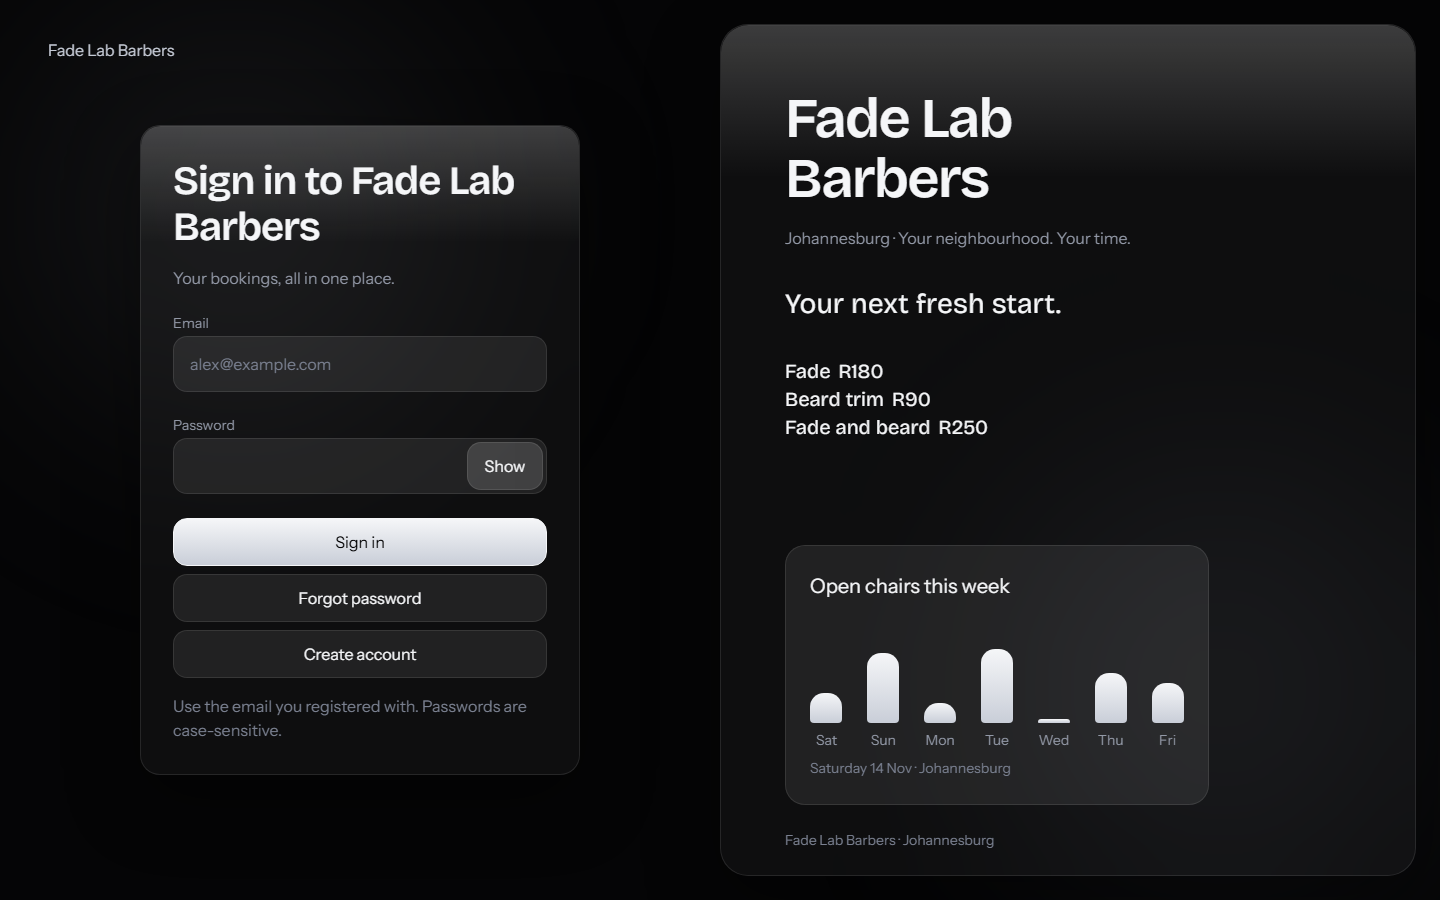 Fade Lab Barbers
Sign in to Fade Lab
Barbers
Your bookings, all in one place.
Email
alex@example.com
Password
Show
Sign in
Forgot password
Create account
Use the email you registered with. Passwords are
case-sensitive.
Fade Lab
Barbers
Johannesburg · Your neighbourhood. Your time.
Your next fresh start.
Fade R180
Beard trim R90
Fade and beard R250
Open chairs this week
Sat Sun Mon Tue Wed Thu Fri
Saturday 14 Nov · Johannesburg
Fade Lab Barbers · Johannesburg